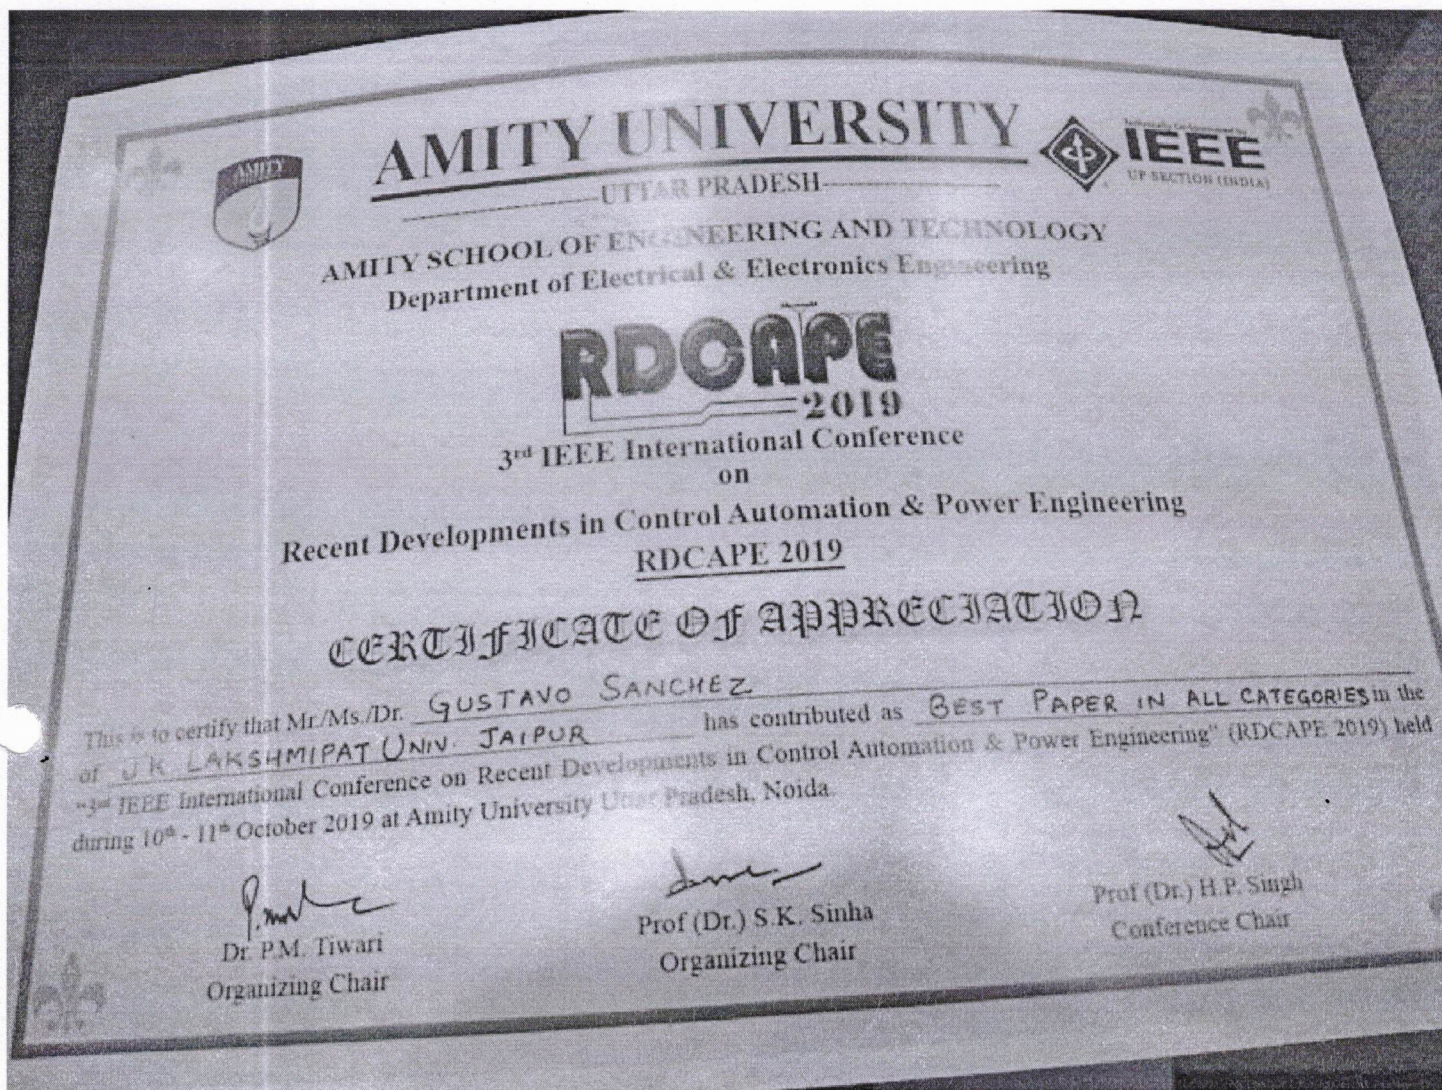 AMITY UNIVERSITY
UTTAR PRADESH
AMITY
IEEE
UP SECTION (INDIA)
AMITY SCHOOL OF ENGINEERING AND TECHNOLOGY
Department of Electrical & Electronics Engineering
RDCAPE
2019
3rd IEEE International Conference
on
Recent Developments in Control Automation & Power Engineering
RDCAPE 2019
CERTIFICATE OF APPRECIATION
This is to certify that Mr./Ms./Dr. GUSTAVO SANCHEZ
of JK LAKSHMIPAT UNIV. JAIPUR has contributed as BEST PAPER IN ALL CATEGORIES in the
"3rd IEEE International Conference on Recent Developments in Control Automation & Power Engineering" (RDCAPE 2019) held
during 10th - 11th October 2019 at Amity University Uttar Pradesh, Noida.
Dr. P.M. Tiwari
Organizing Chair
Prof (Dr.) S.K. Sinha
Organizing Chair
Prof (Dr.) H.P. Singh
Conference Chair